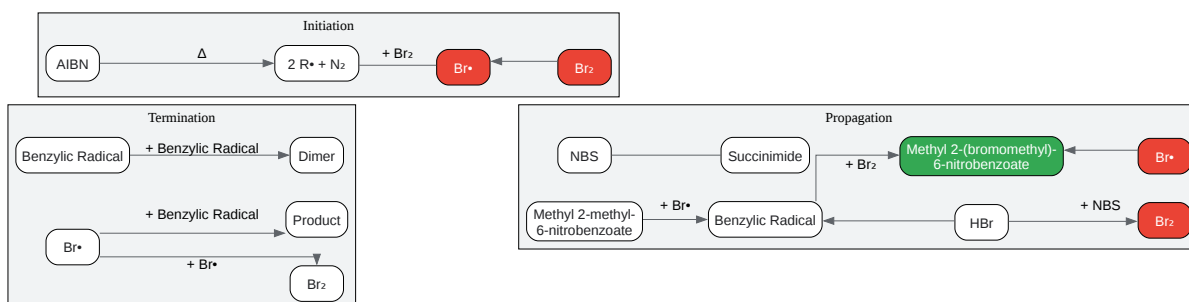 Initiation
AIBN
Δ
2 R• + N₂
+ Br₂
Br•
Br₂
Termination
Benzylic Radical
+ Benzylic Radical
Dimer
Br•
+ Benzylic Radical
Product
+ Br•
Br₂
Propagation
NBS
Succinimide
+ Br₂
Methyl 2-(bromomethyl)-
6-nitrobenzoate
Br•
Methyl 2-methyl-
6-nitrobenzoate
+ Br•
Benzylic Radical
HBr
+ NBS
Br₂